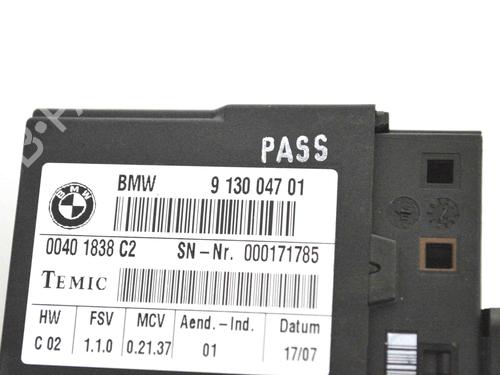 PASS
BMW 9 130 047 01
BMW
0040 1838 C2 SN-Nr. 000171785
TEMIC
HW FSV MCV Aend.-Ind. Datum
C 02 1.1.0 0.21.37 01 17/07